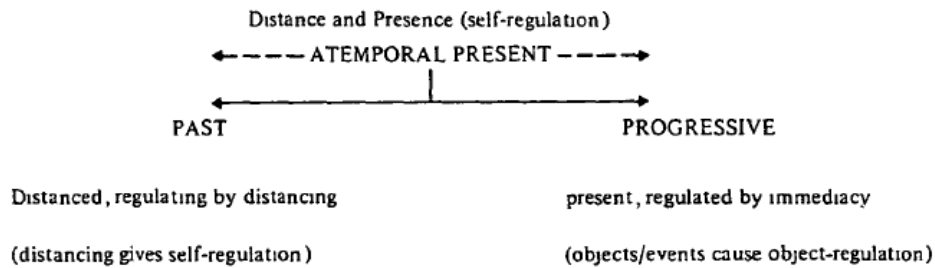 Distance and Presence (self-regulation)
ATEMPORAL PRESENT
PAST PROGRESSIVE
Distanced, regulating by distancing present, regulated by immediacy
(distancing gives self-regulation) (objects/events cause object-regulation)